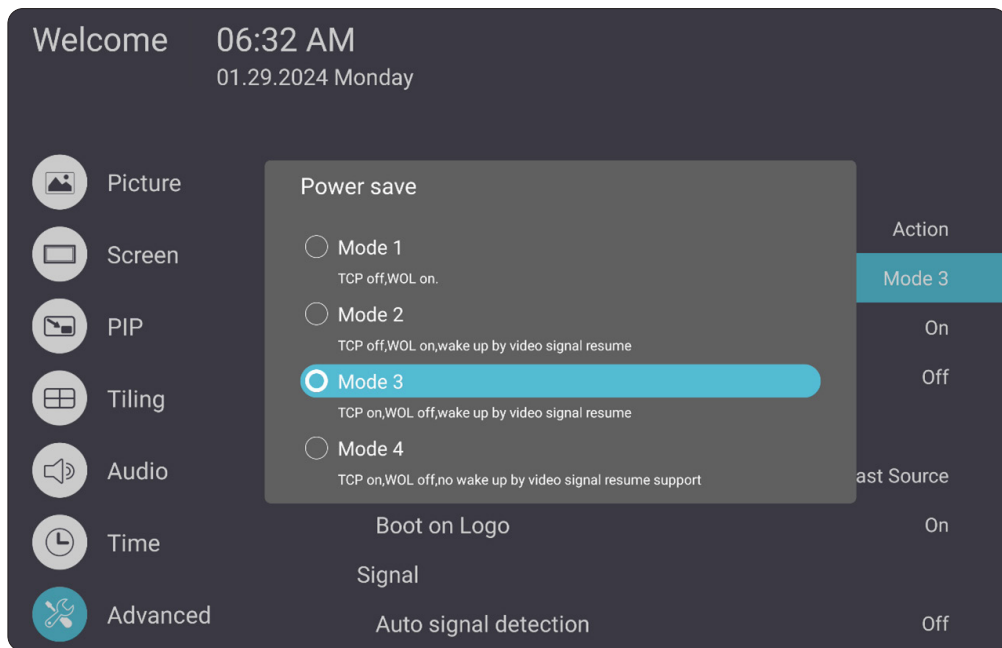 Welcome
06:32 AM
01.29.2024 Monday
Picture
Screen
PIP
Tiling
Audio
Time
Advanced
Power save
Mode 1
TCP off,WOL on.
Mode 2
TCP off,WOL on,wake up by video signal resume
Mode 3
TCP on,WOL off,wake up by video signal resume
Mode 4
TCP on,WOL off,no wake up by video signal resume support
Action
Mode 3
On
Off
ast Source
Boot on Logo
On
Signal
Auto signal detection
Off